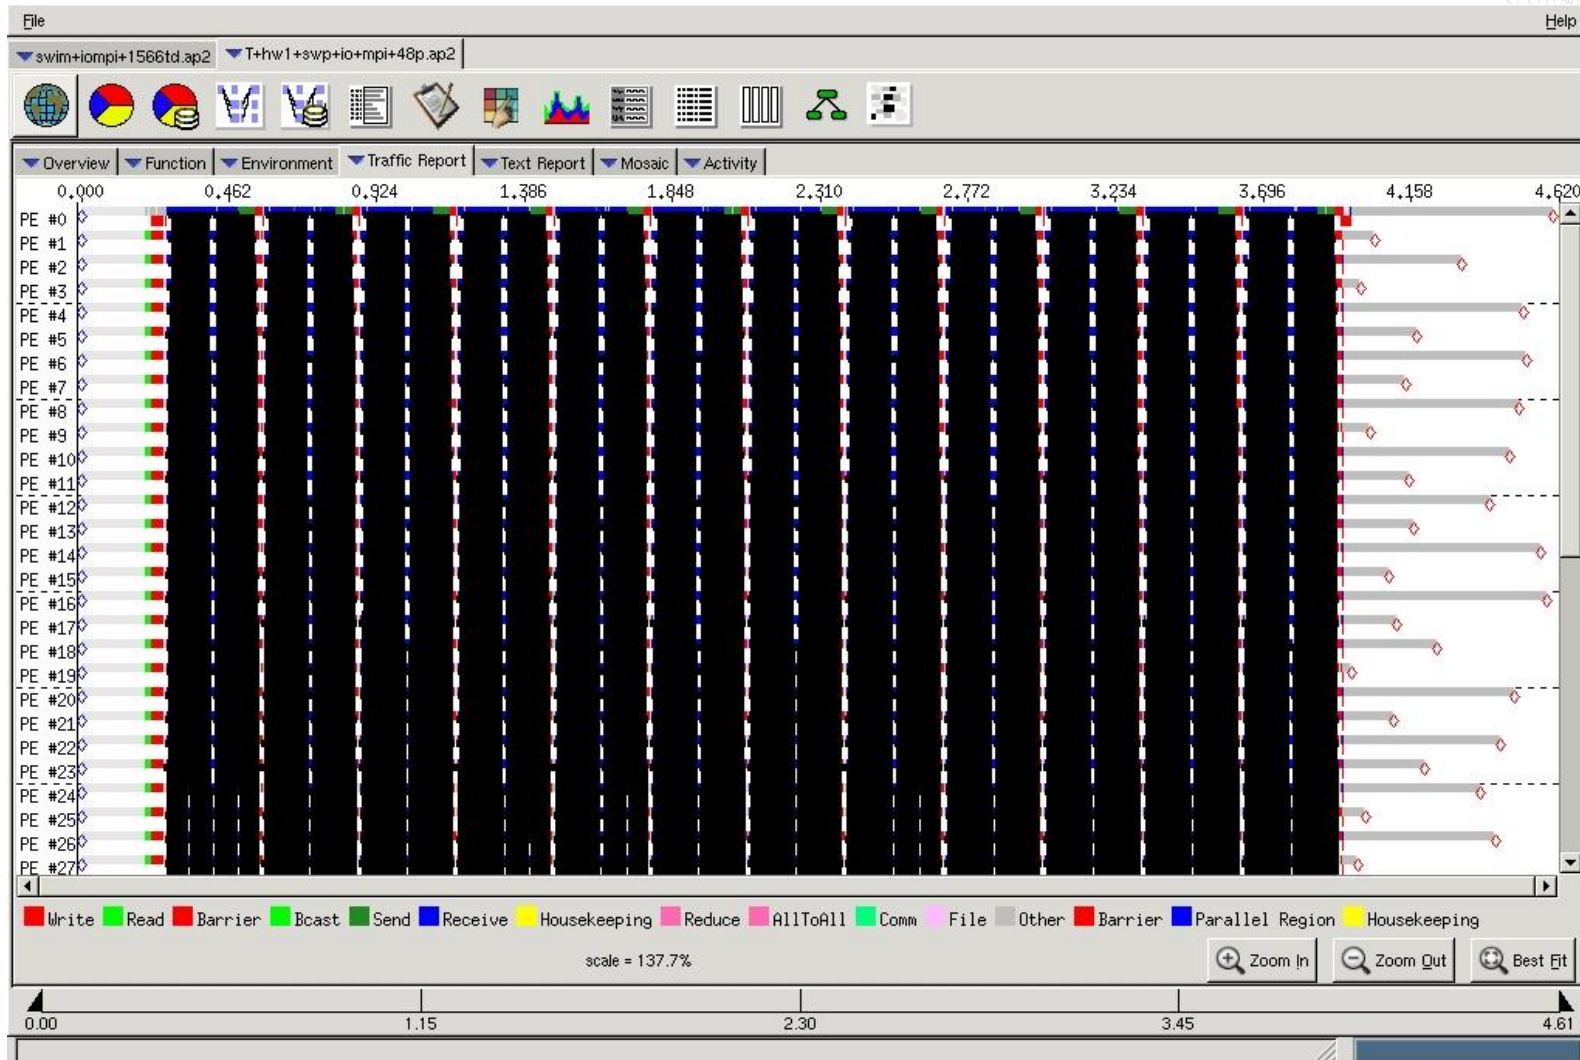 File Help
swim+iompi+1566td.ap2 T+hw1+swp+io+mpi+48p.ap2
Overview Function Environment Traffic Report Text Report Mosaic Activity
0.000 0.462 0.924 1.386 1.848 2.310 2.772 3.234 3.696 4.158 4.620
PE #0
PE #1
PE #2
PE #3
PE #4
PE #5
PE #6
PE #7
PE #8
PE #9
PE #10
PE #11
PE #12
PE #13
PE #14
PE #15
PE #16
PE #17
PE #18
PE #19
PE #20
PE #21
PE #22
PE #23
PE #24
PE #25
PE #26
PE #27
Write Read Barrier Bcast Send Receive Housekeeping Reduce AllToAll Comm File Other Barrier Parallel Region Housekeeping
scale = 137.7% Zoom In Zoom Out Best Fit
0.00 1.15 2.30 3.45 4.61